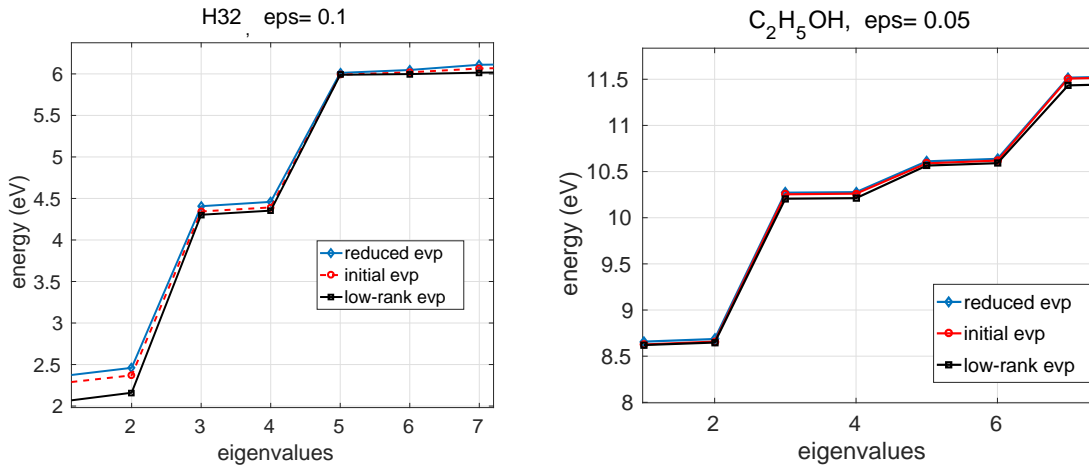 H32, eps= 0.1
energy (eV)
6
5.5
5
4.5
4
3.5
3
2.5
2
2 3 4 5 6 7
eigenvalues
reduced evp
initial evp
low-rank evp
C2H5OH, eps= 0.05
energy (eV)
11.5
11
10.5
10
9.5
9
8.5
8
2 4 6
eigenvalues
reduced evp
initial evp
low-rank evp